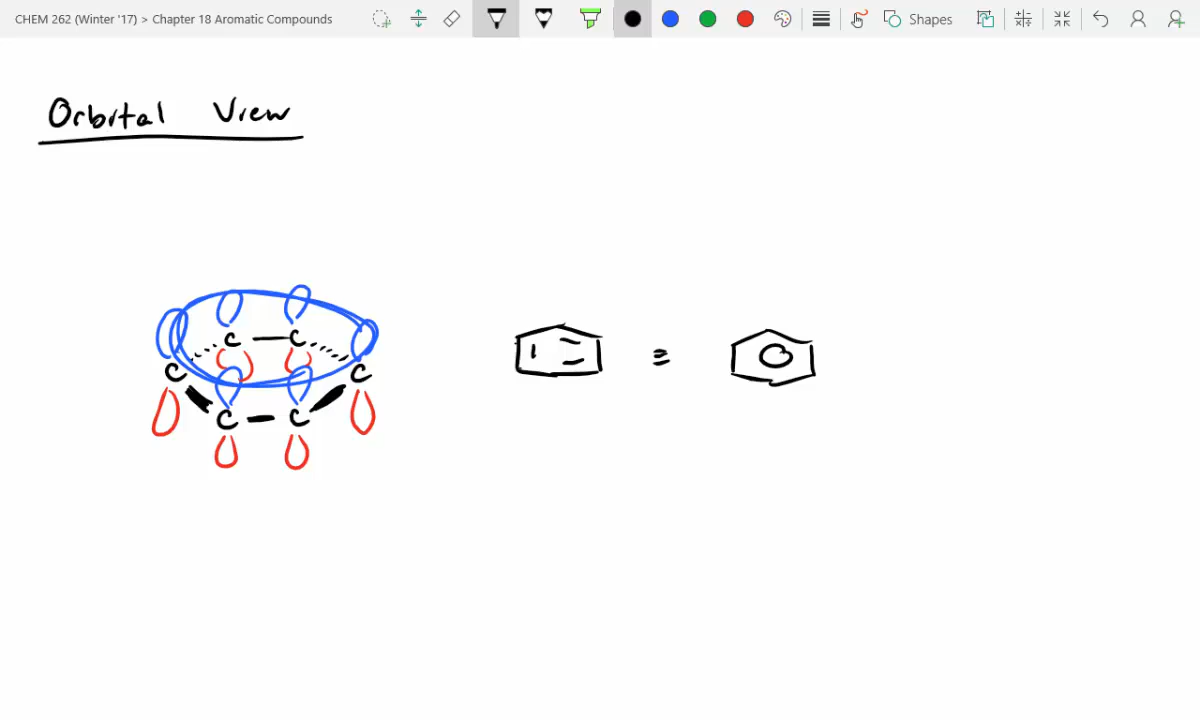 CHEM 262 (Winter '17) > Chapter 18 Aromatic Compounds
Shapes
Orbital View
C C
C C
C C
≡